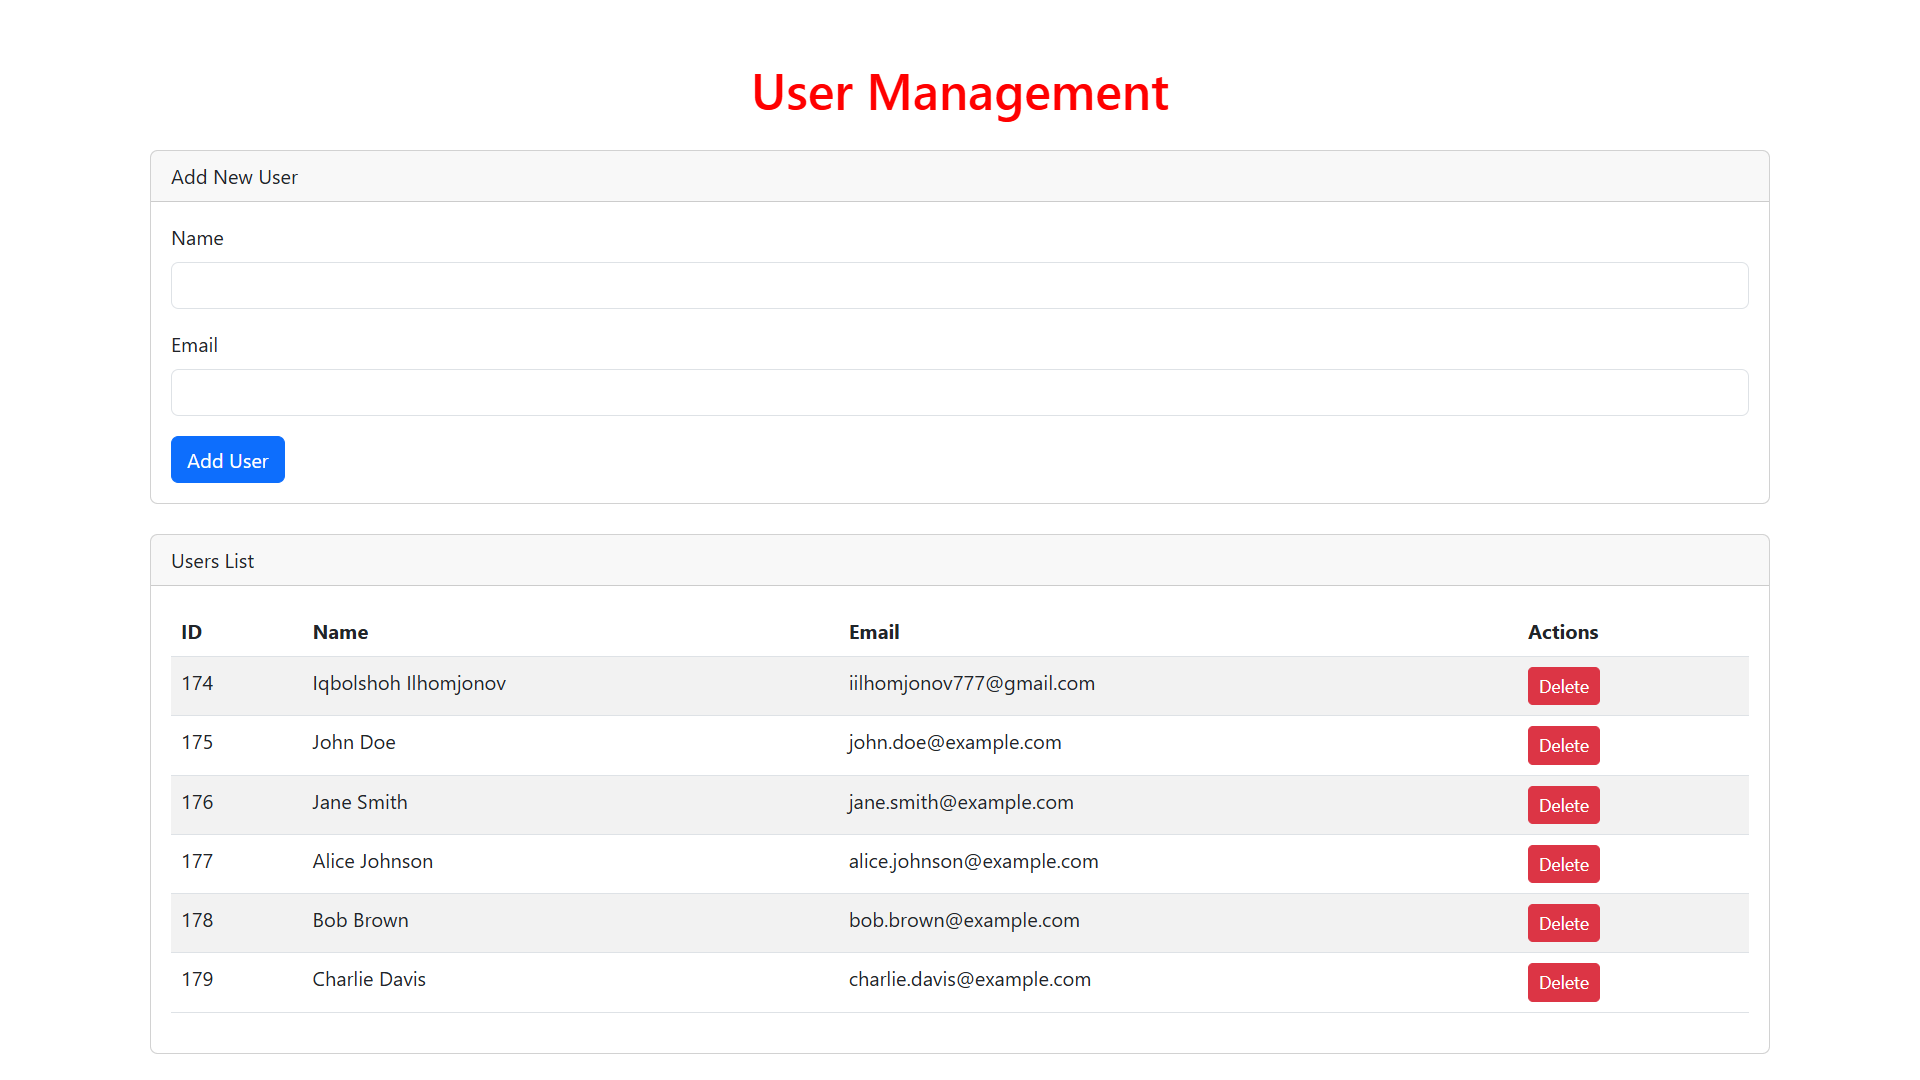 User Management
Add New User
Name
Email
Add User
Users List
ID Name Email Actions
174 Iqbolshoh Ilhomjonov iilhomjonov777@gmail.com Delete
175 John Doe john.doe@example.com Delete
176 Jane Smith jane.smith@example.com Delete
177 Alice Johnson alice.johnson@example.com Delete
178 Bob Brown bob.brown@example.com Delete
179 Charlie Davis charlie.davis@example.com Delete